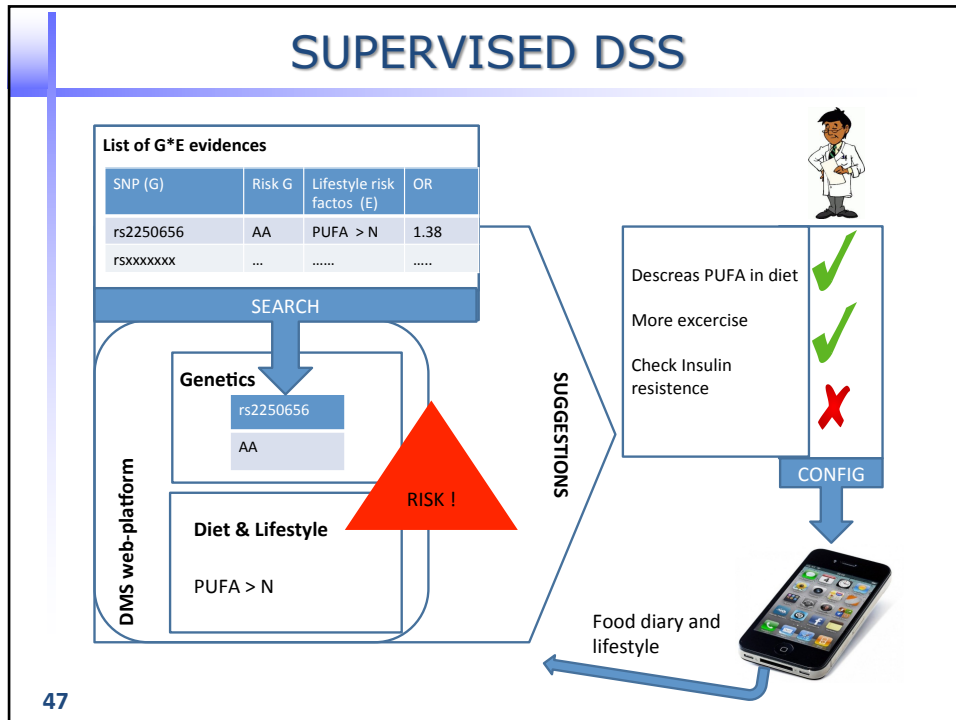 SUPERVISED DSS
List of G*E evidences
SNP (G) Risk G Lifestyle risk factos (E) OR
rs2250656 AA PUFA > N 1.38
rsxxxxxxx ... ...... .....
SEARCH
Genetics
rs2250656
AA
RISK !
Diet & Lifestyle
PUFA > N
DMS web-platform
SUGGESTIONS
Descreas PUFA in diet
More excercise
Check Insulin
resistence
CONFIG
Food diary and
lifestyle
47